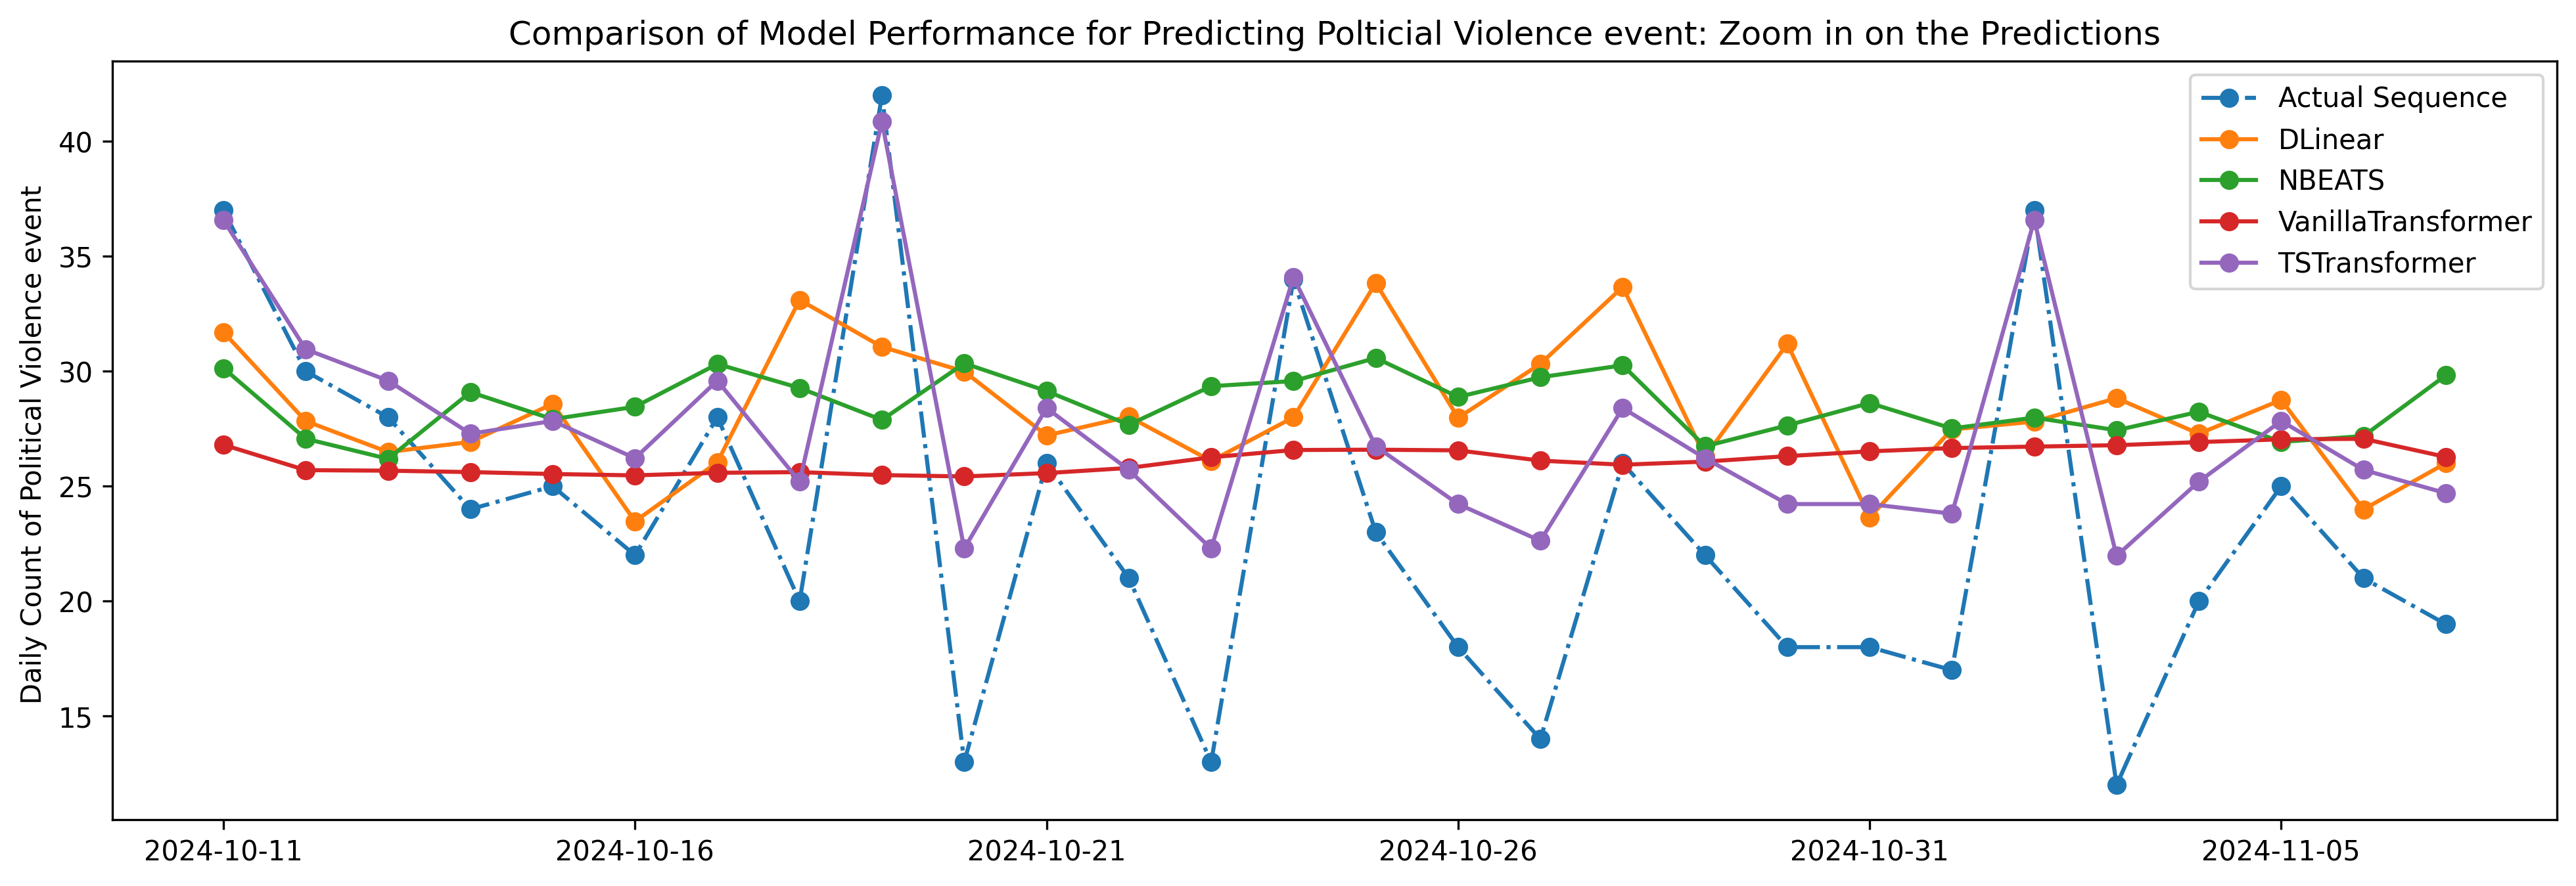 Comparison of Model Performance for Predicting Polticial Violence event: Zoom in on the Predictions
Daily Count of Political Violence event
40
35
30
25
20
15
Actual Sequence
DLinear
NBEATS
VanillaTransformer
TSTransformer
2024-10-11
2024-10-16
2024-10-21
2024-10-26
2024-10-31
2024-11-05